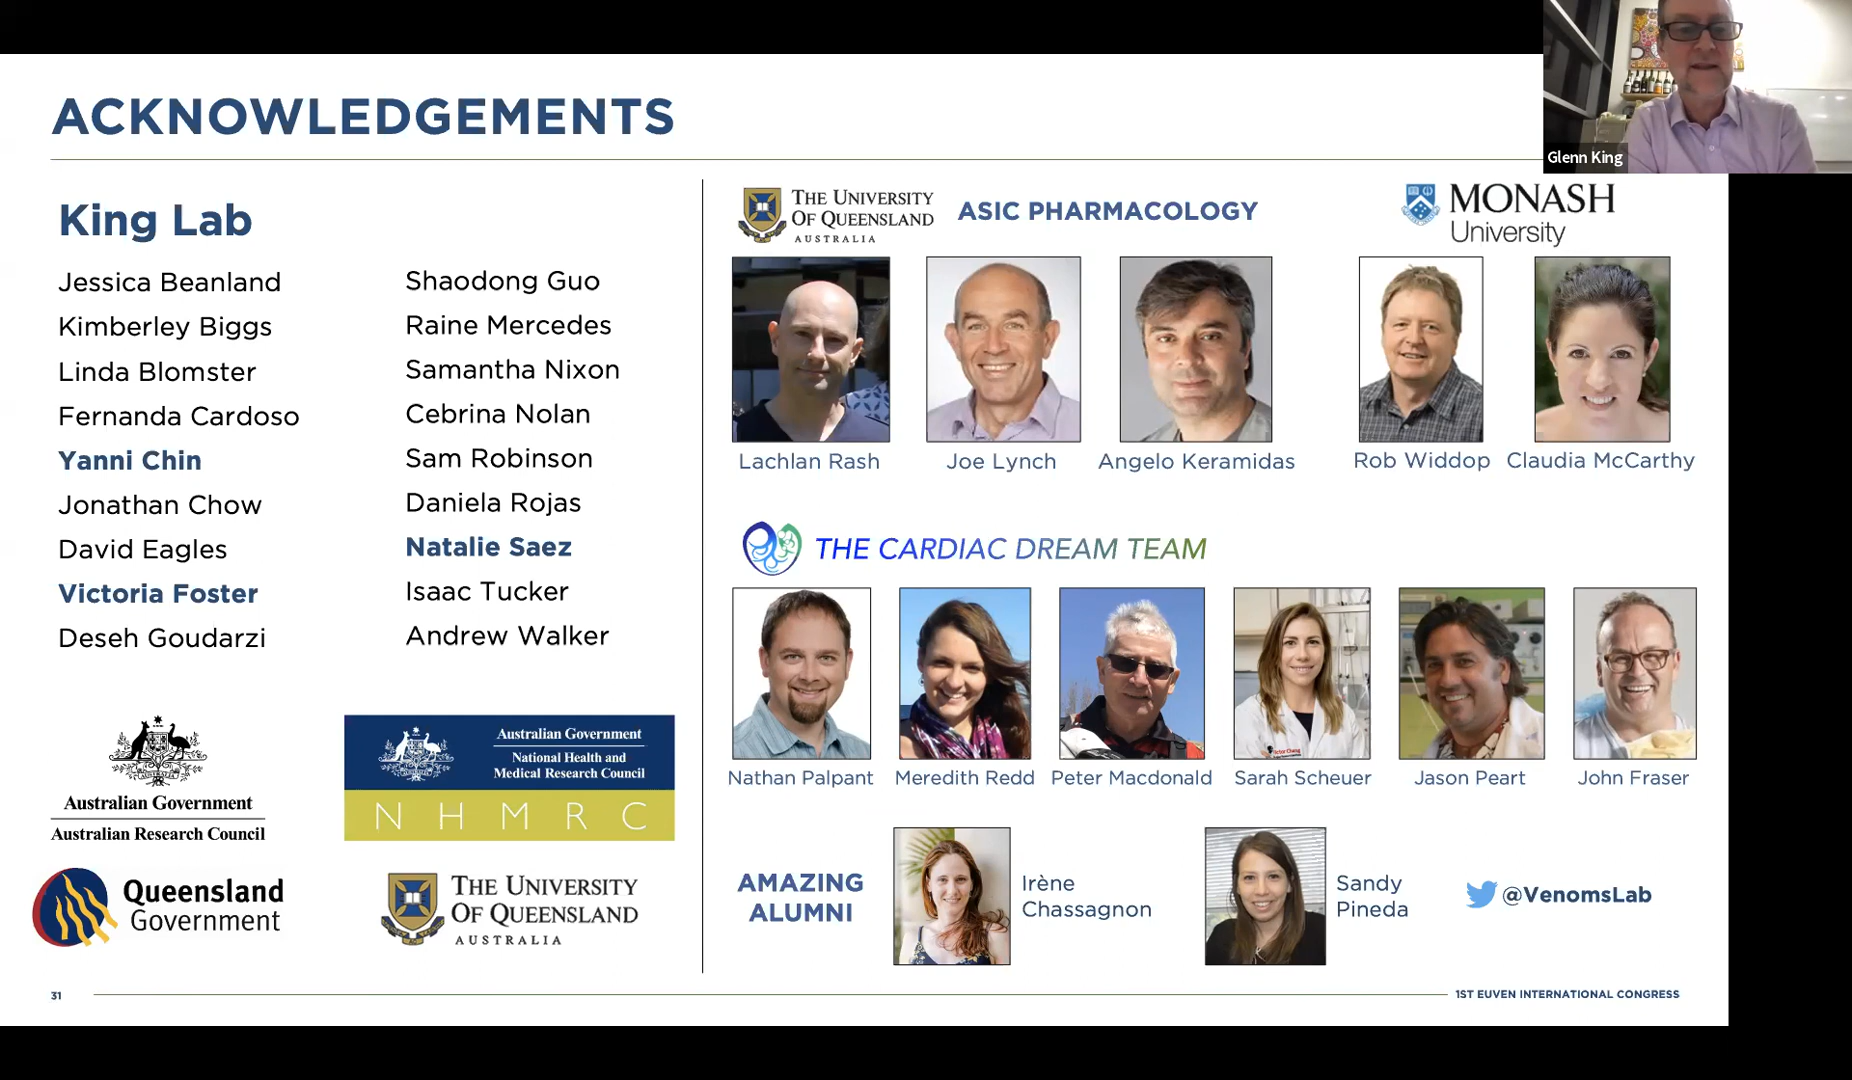 ACKNOWLEDGEMENTS
Glenn King
King Lab
Jessica Beanland
Kimberley Biggs
Linda Blomster
Fernanda Cardoso
Yanni Chin
Jonathan Chow
David Eagles
Victoria Foster
Deseh Goudarzi
Shaodong Guo
Raine Mercedes
Samantha Nixon
Cebrina Nolan
Sam Robinson
Daniela Rojas
Natalie Saez
Isaac Tucker
Andrew Walker
Australian Government
Australian Research Council
Australian Government
National Health and
Medical Research Council
NHMRC
Queensland
Government
THE UNIVERSITY
OF QUEENSLAND
AUSTRALIA
THE UNIVERSITY
OF QUEENSLAND
AUSTRALIA
ASIC PHARMACOLOGY
MONASH
University
Lachlan Rash
Joe Lynch
Angelo Keramidas
Rob Widdop
Claudia McCarthy
THE CARDIAC DREAM TEAM
Nathan Palpant
Meredith Redd
Peter Macdonald
Sarah Scheuer
Jason Peart
John Fraser
AMAZING
ALUMNI
Irène
Chassagnon
Sandy
Pineda
@VenomsLab
31
1ST EUVEN INTERNATIONAL CONGRESS